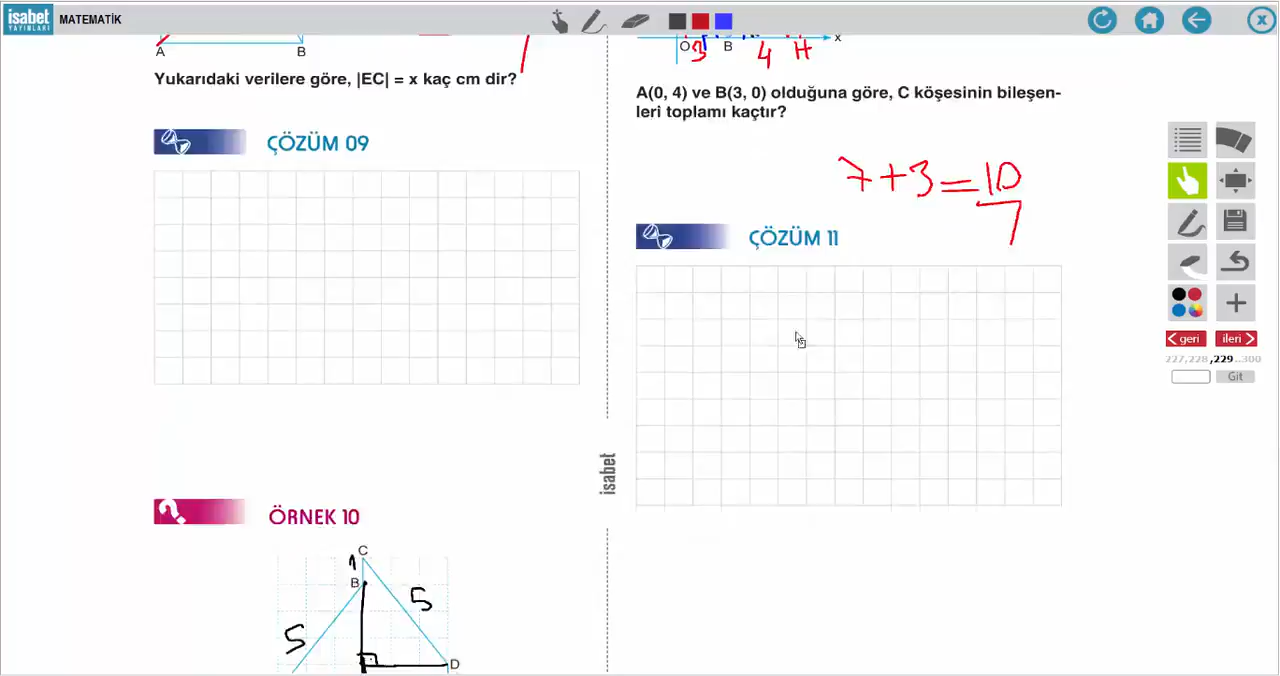 isabet
YAYINLARI
MATEMATİK
A
B
Yukarıdaki verilere göre, |EC| = x kaç cm dir?
ÇÖZÜM 09
ÖRNEK 10
C
1
B
5
5
D
isabet
O
3
B
4
H
x
A(0, 4) ve B(3, 0) olduğuna göre, C köşesinin bileşen-
leri toplamı kaçtır?
7+3=10
ÇÖZÜM 11
geri
ileri
227,228,229..300
Git